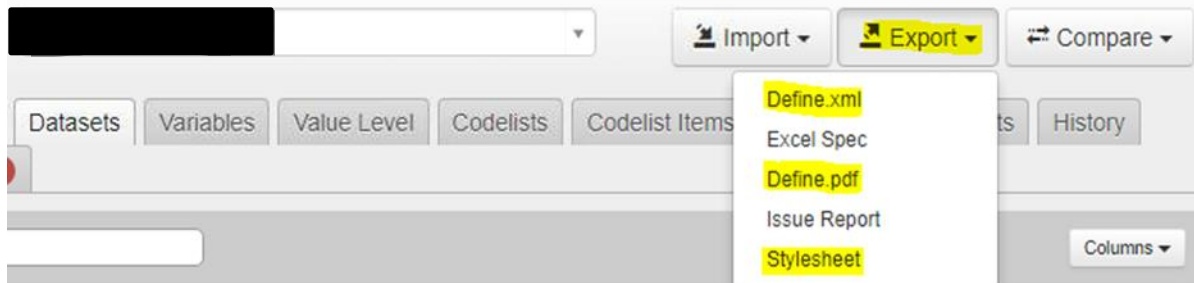 Import Export Compare
Define.xml
Datasets Variables Value Level Codelists Codelist Items ts History
Excel Spec
Define.pdf
Issue Report
Columns
Stylesheet